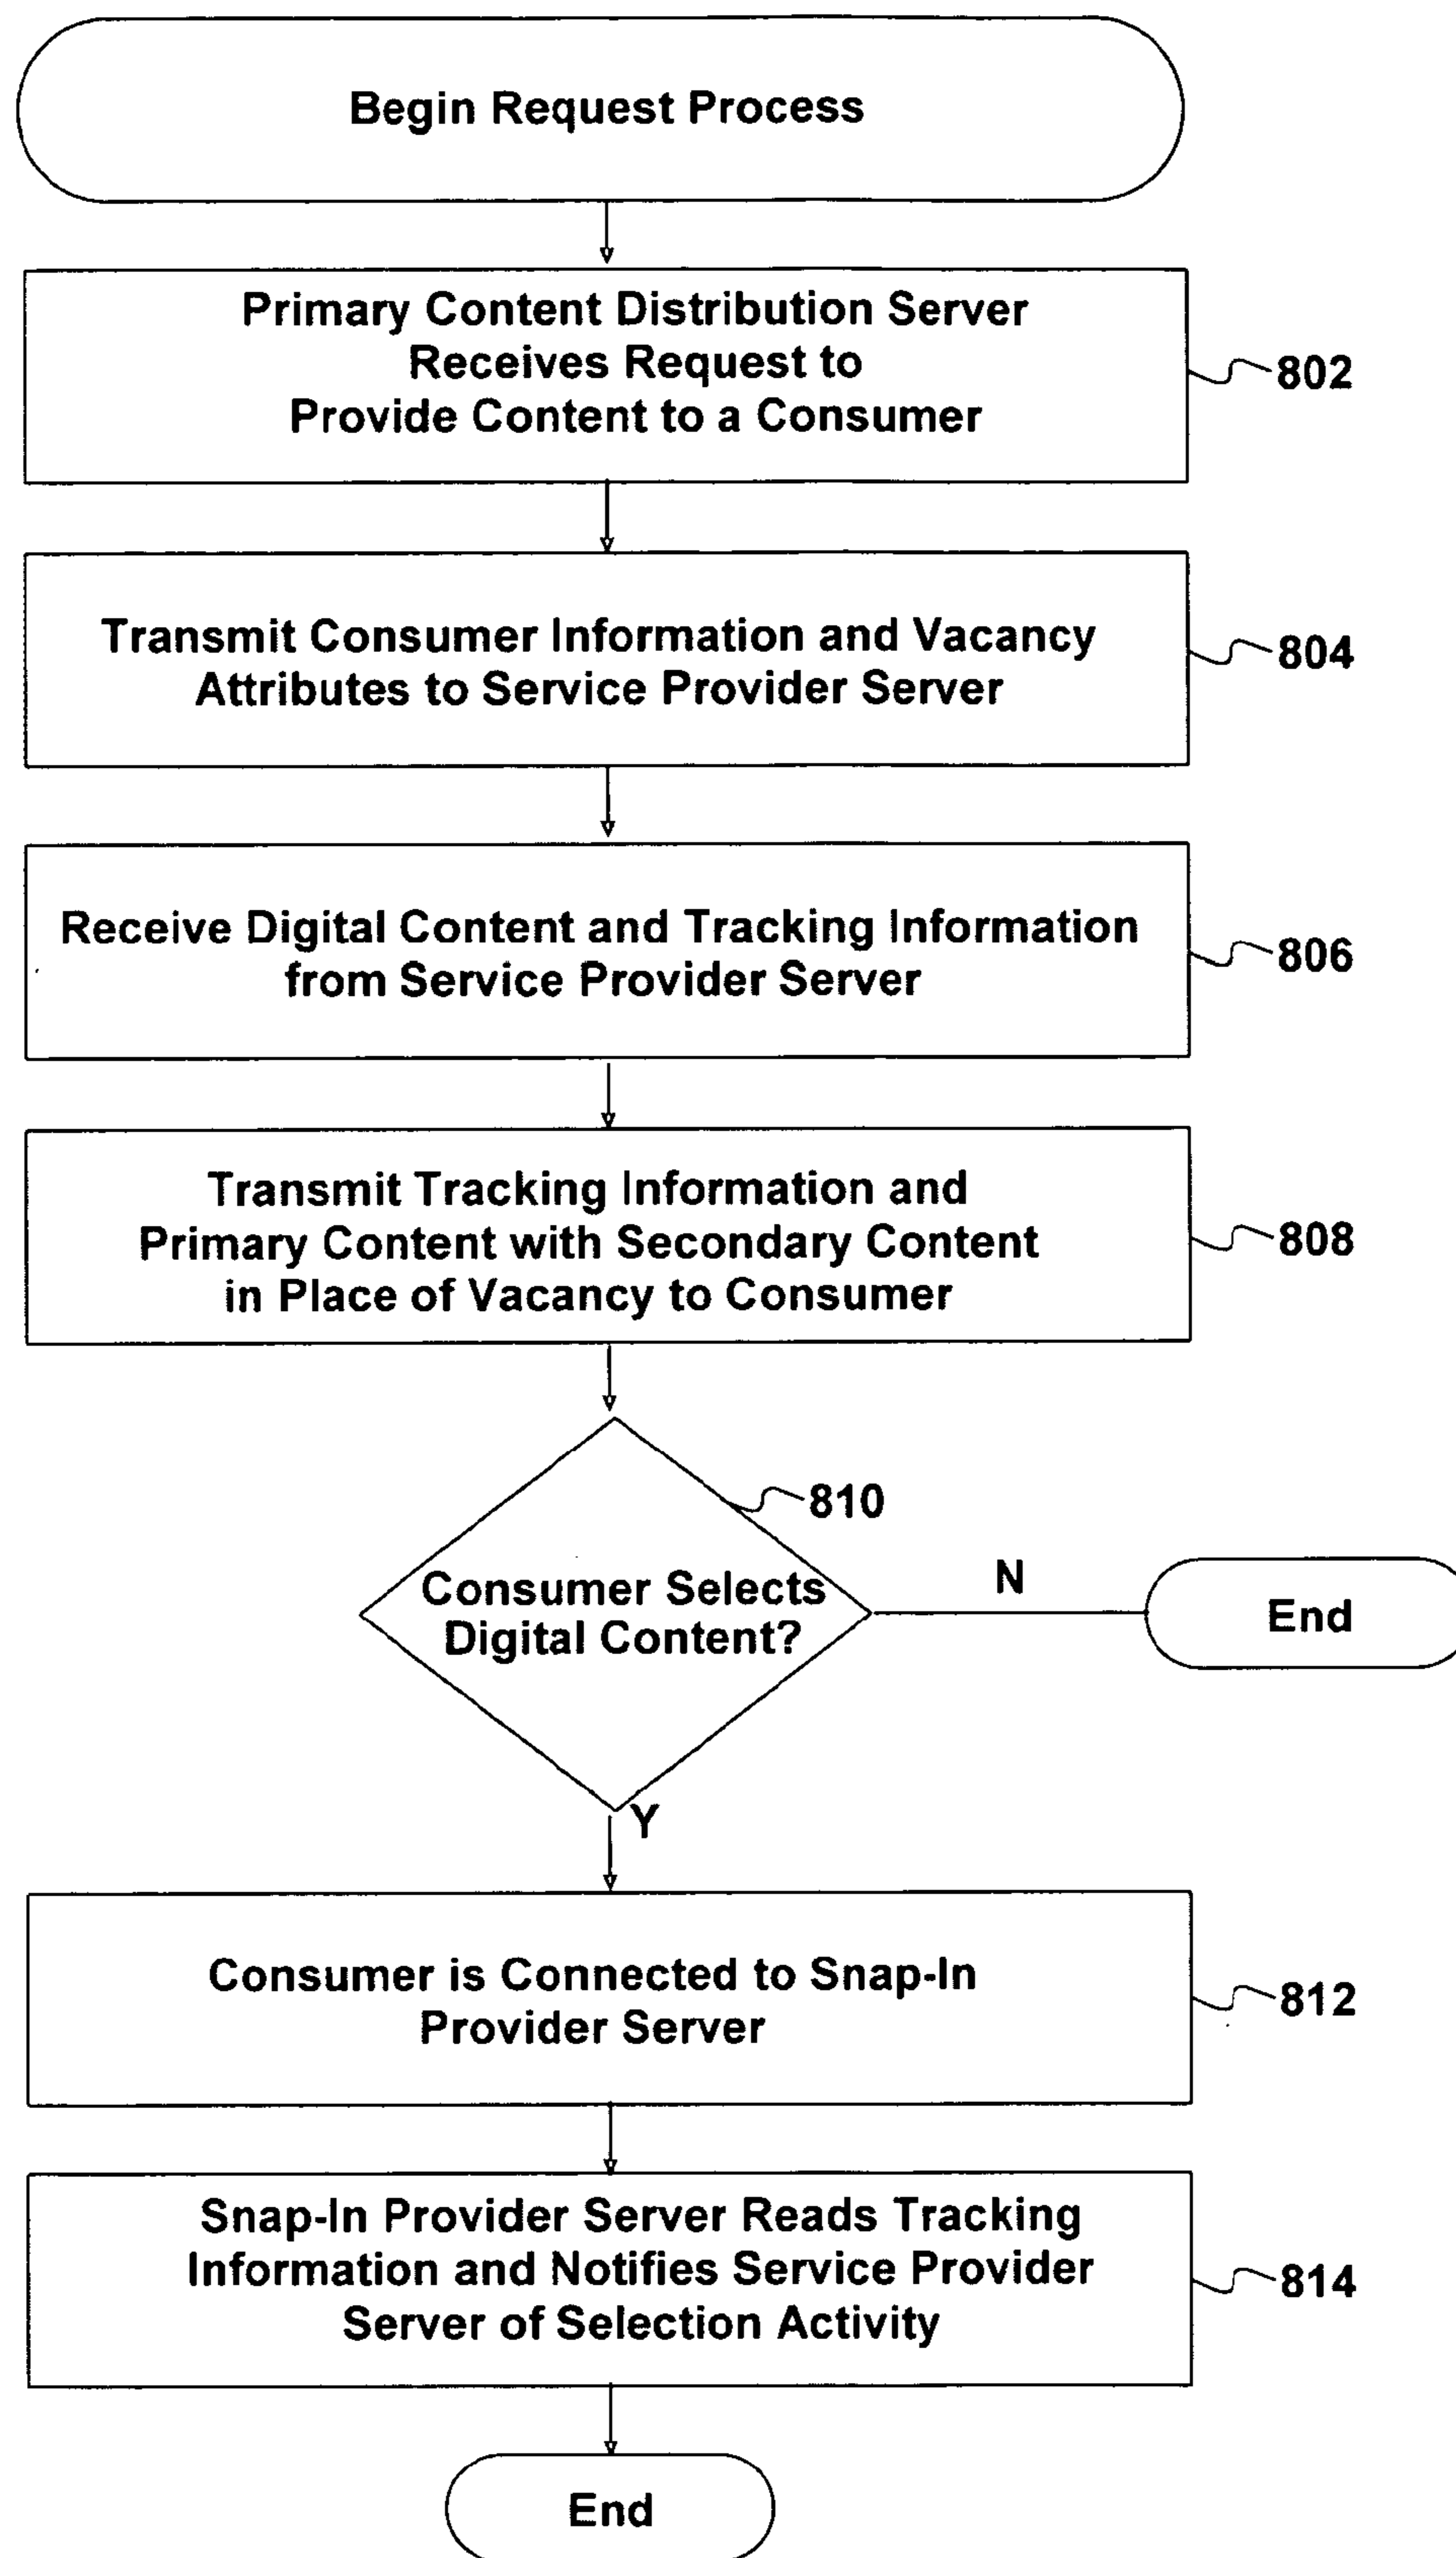 Begin Request Process
Primary Content Distribution Server
Receives Request to
Provide Content to a Consumer
802
Transmit Consumer Information and Vacancy
Attributes to Service Provider Server
804
Receive Digital Content and Tracking Information
from Service Provider Server
806
Transmit Tracking Information and
Primary Content with Secondary Content
in Place of Vacancy to Consumer
808
810
Consumer Selects
Digital Content?
N
End
Y
Consumer is Connected to Snap-In
Provider Server
812
Snap-In Provider Server Reads Tracking
Information and Notifies Service Provider
Server of Selection Activity
814
End